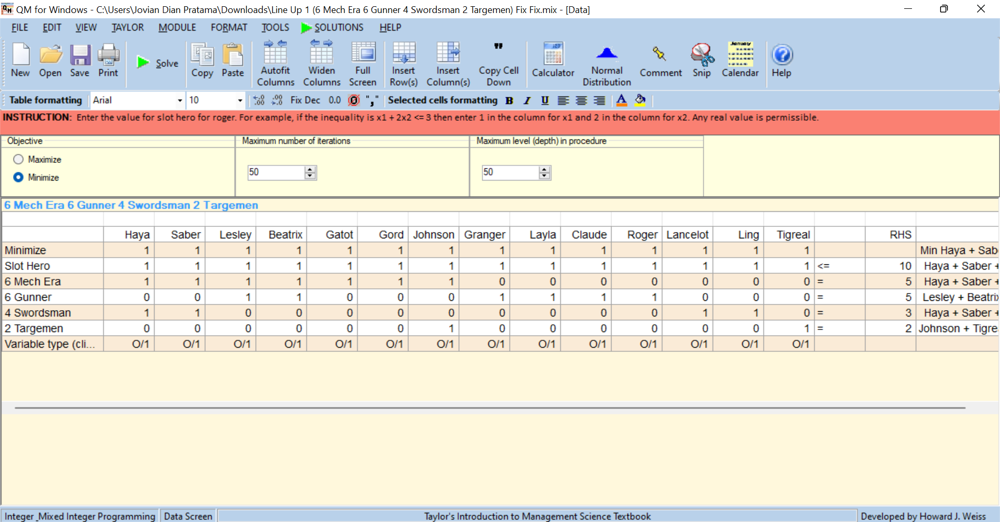 QM for Windows - C:\Users\Jovian Dian Pratama\Downloads\Line Up 1 (6 Mech Era 6 Gunner 4 Swordsman 2 Targemen) Fix Fix.mix - [Data]
FILE EDIT VIEW TAYLOR MODULE FORMAT TOOLS SOLUTIONS HELP
New Open Save Print Solve Copy Paste Autofit Columns Widen Columns Full Screen Insert Row(s) Insert Column(s) Copy Cell Down Calculator Normal Distribution Comment Snip Calendar Help
Table formatting Arial 10 Fix Dec 0.0 Selected cells formatting B I U A
INSTRUCTION: Enter the value for slot hero for roger. For example, if the inequality is x1 + 2x2 <= 3 then enter 1 in the column for x1 and 2 in the column for x2. Any real value is permissible.
Objective Maximum number of iterations Maximum level (depth) in procedure
Maximize
50 50
Minimize
6 Mech Era 6 Gunner 4 Swordsman 2 Targemen
Haya Saber Lesley Beatrix Gatot Gord Johnson Granger Layla Claude Roger Lancelot Ling Tigreal RHS
Minimize 1 1 1 1 1 1 1 1 1 1 1 1 1 1 Min Haya + Sab
Slot Hero 1 1 1 1 1 1 1 1 1 1 1 1 1 1 <= 10 Haya + Saber +
6 Mech Era 1 1 1 1 1 1 1 0 0 0 0 0 0 0 = 5 Haya + Saber +
6 Gunner 0 0 1 1 0 0 0 1 1 1 1 0 0 0 = 5 Lesley + Beatrix
4 Swordsman 1 1 0 0 0 0 0 0 0 0 0 1 1 0 = 3 Haya + Saber +
2 Targemen 0 0 0 0 0 0 1 0 0 0 0 0 0 1 = 2 Johnson + Tigre
Variable type (cli... 0/1 0/1 0/1 0/1 0/1 0/1 0/1 0/1 0/1 0/1 0/1 0/1 0/1 0/1
Integer _Mixed Integer Programming Data Screen Taylor's Introduction to Management Science Textbook Developed by Howard J. Weiss